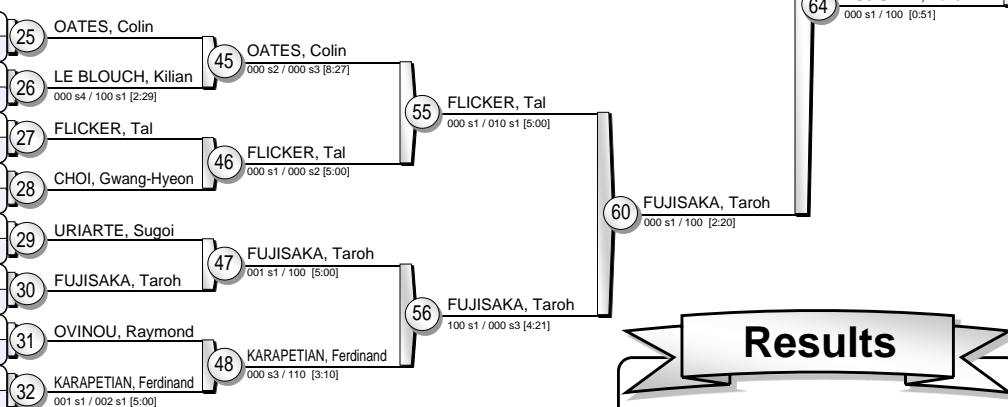 25 OATES, Colin
26 LE BLOUCH, Kilian
000 s4 / 100 s1 [2:29]
27 FLICKER, Tal
28 CHOI, Gwang-Hyeon
29 URIARTE, Sugoi
30 FUJISAKA, Taroh
31 OVINOU, Raymond
32 KARAPETIAN, Ferdinand
001 s1 / 002 s1 [5:00]
45 OATES, Colin
000 s2 / 000 s3 [8:27]
46 FLICKER, Tal
000 s1 / 000 s2 [5:00]
47 FUJISAKA, Taroh
001 s1 / 100 [5:00]
48 KARAPETIAN, Ferdinand
000 s3 / 110 [3:10]
55 FLICKER, Tal
000 s1 / 010 s1 [5:00]
56 FUJISAKA, Taroh
100 s1 / 000 s3 [4:21]
60 FUJISAKA, Taroh
000 s1 / 100 [2:20]
64
000 s1 / 100 [0:51]
Results